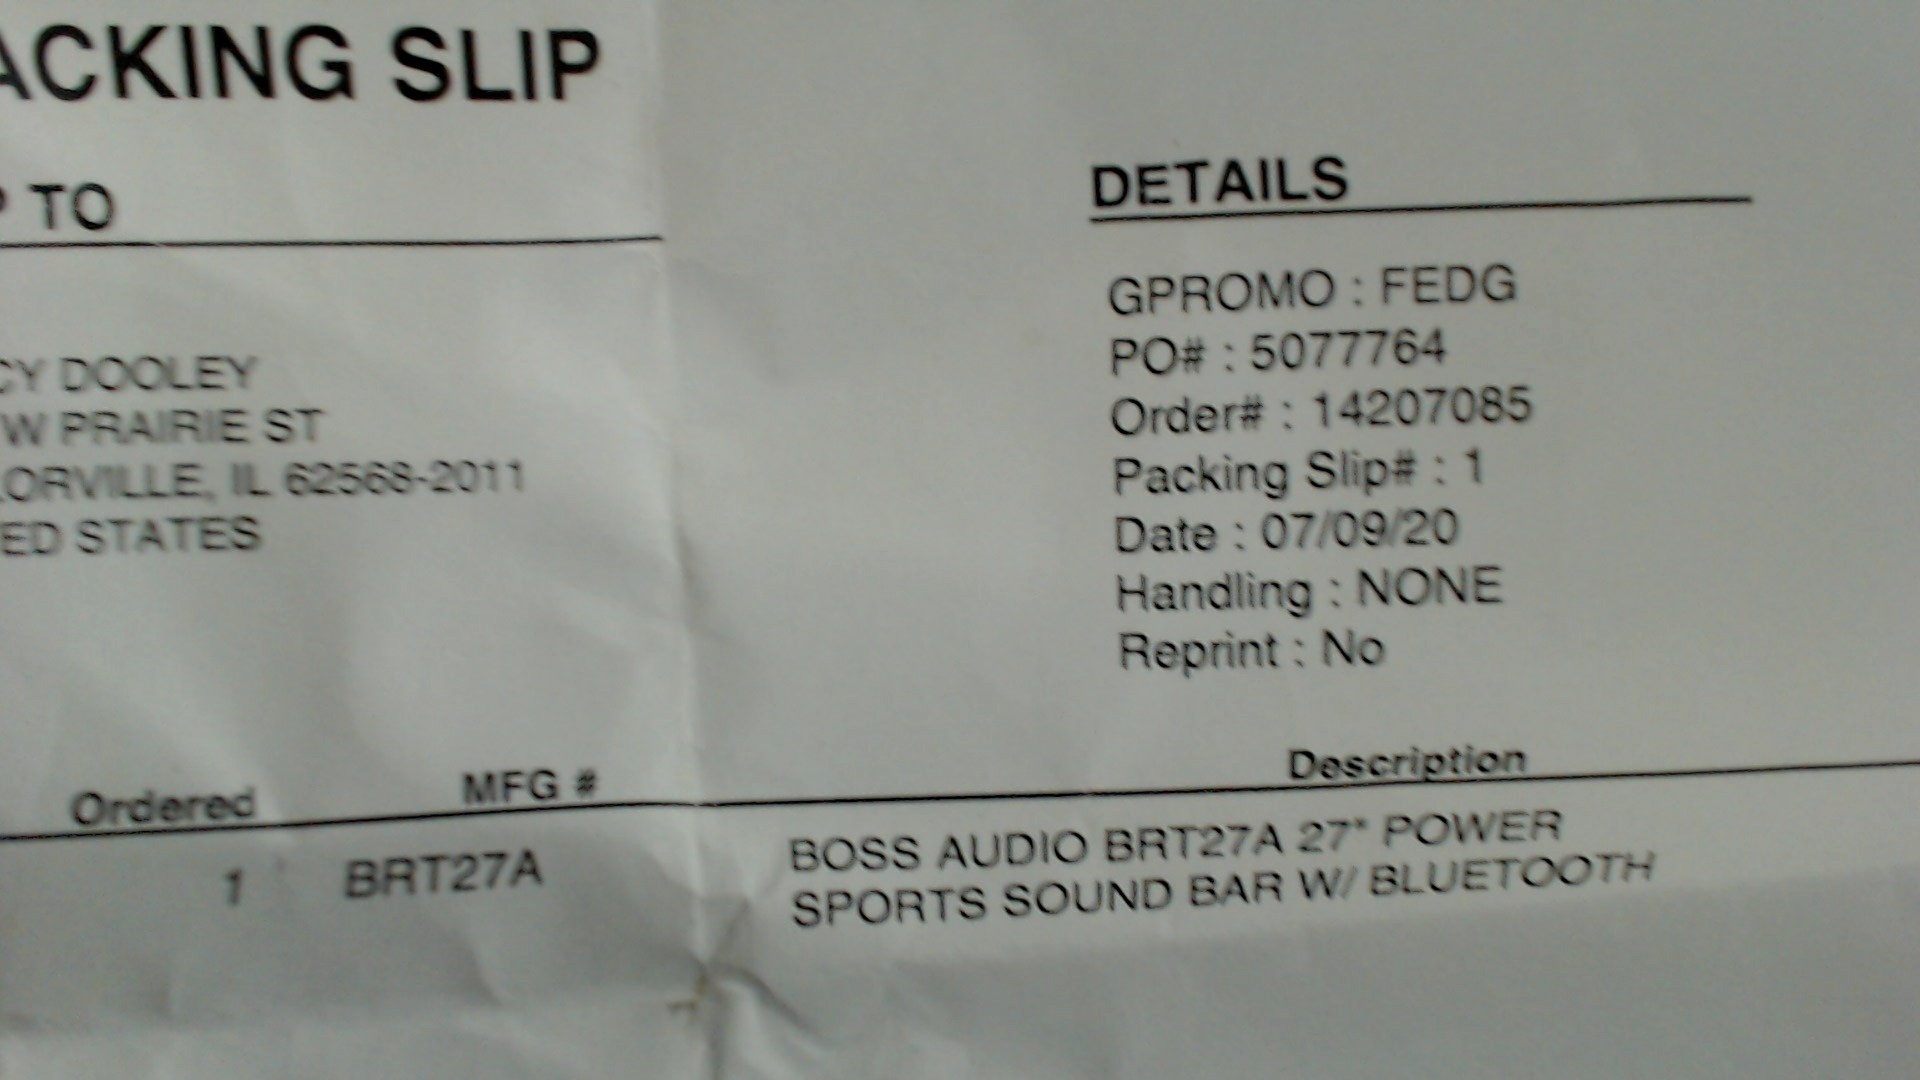 ACKING SLIP
P TO
CY DOOLEY
W PRAIRIE ST
LORVILLE, IL 62568-2011
ED STATES
DETAILS
GPROMO : FEDG
PO# : 5077764
Order# : 14207085
Packing Slip# : 1
Date : 07/09/20
Handling : NONE
Reprint : No
Ordered MFG # Description
1 BRT27A BOSS AUDIO BRT27A 27" POWER
SPORTS SOUND BAR W/ BLUETOOTH